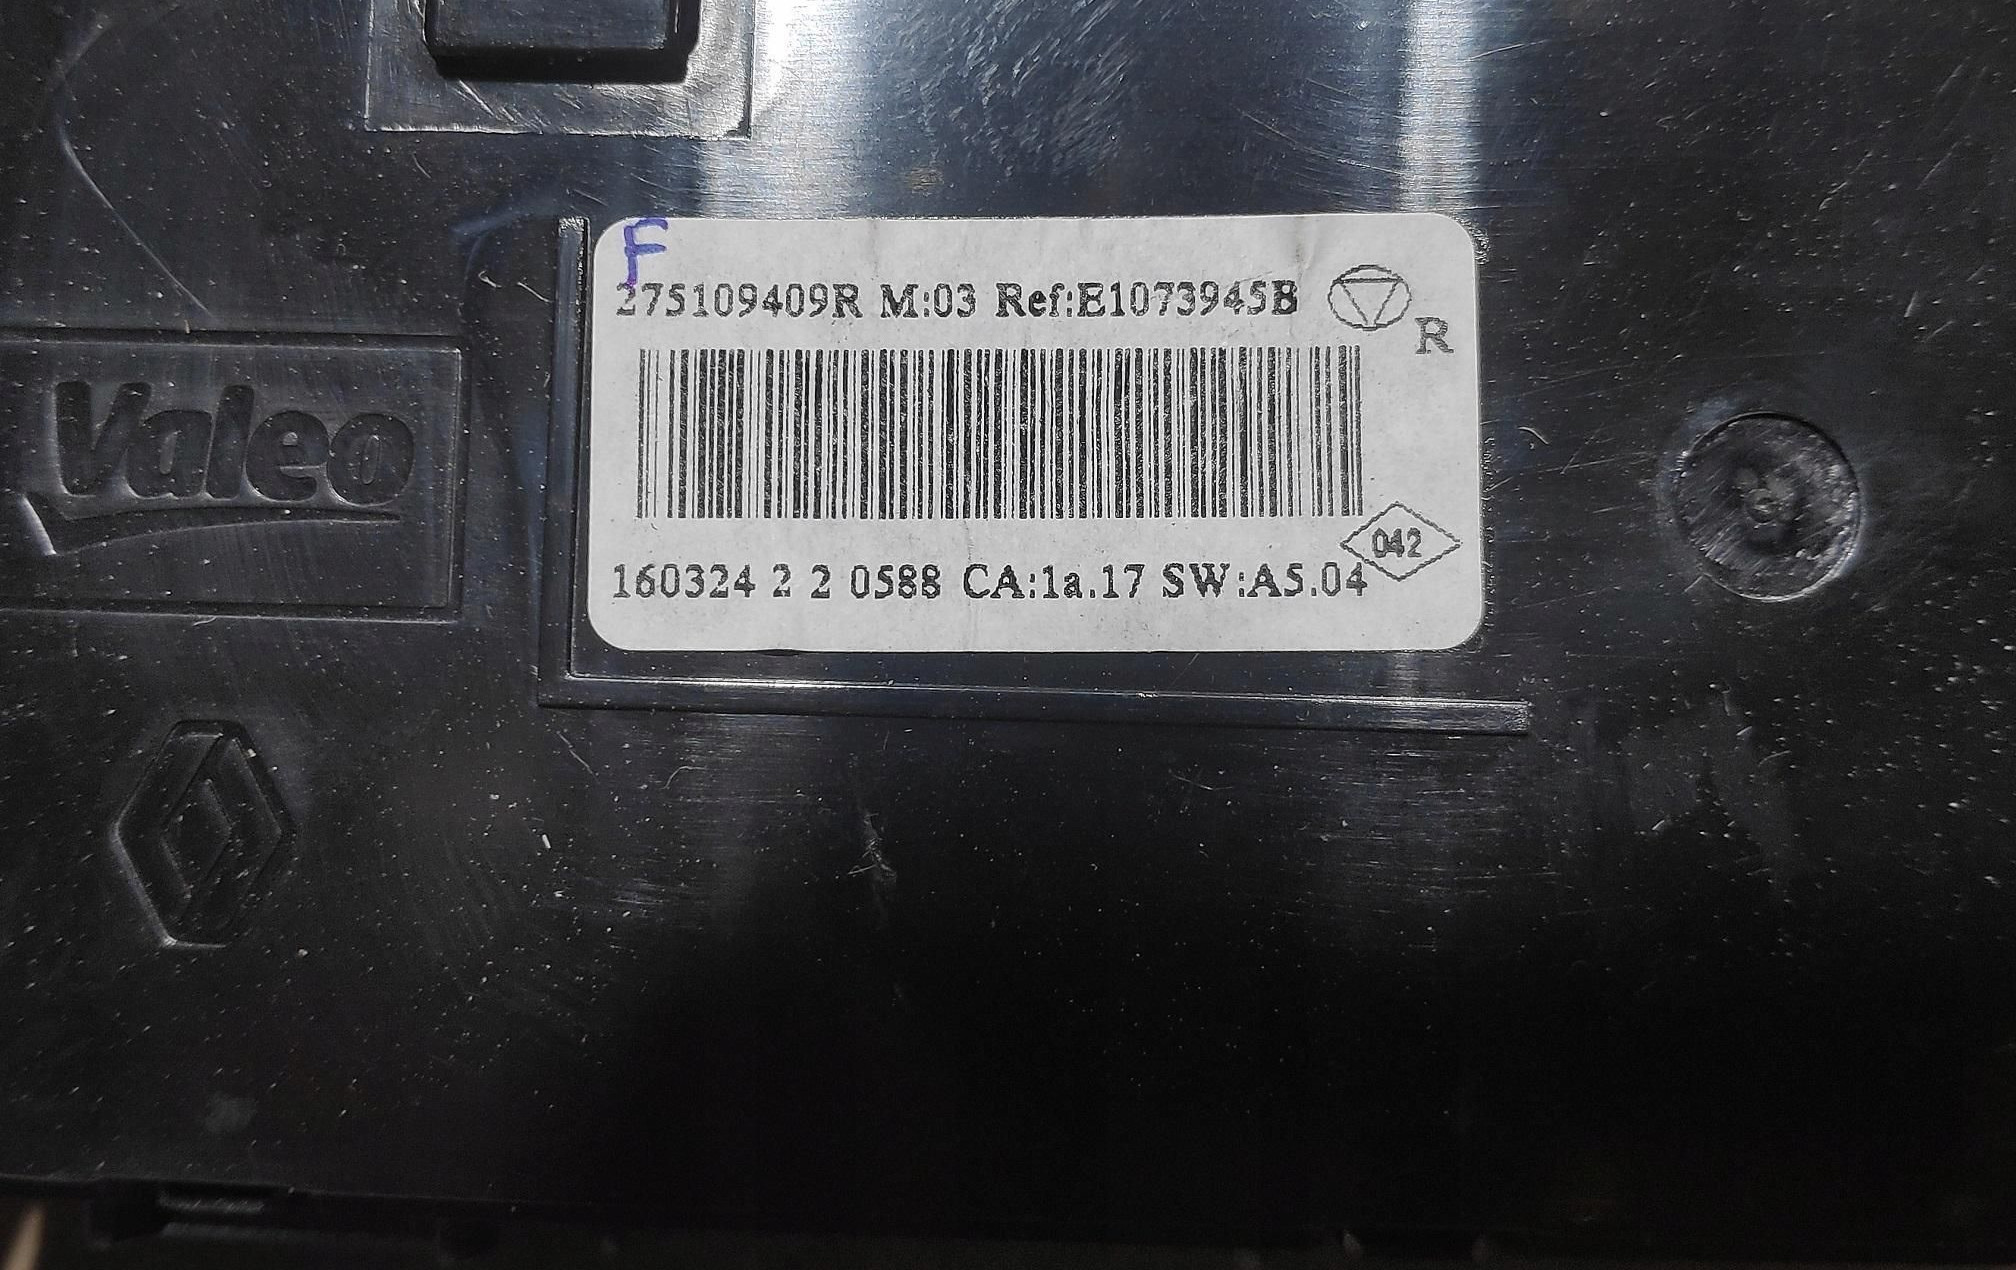 F
275109409R M:03 Ref:E1073945B
R
Valeo
042
160324 2 2 0588 CA:1a.17 SW:A5.04